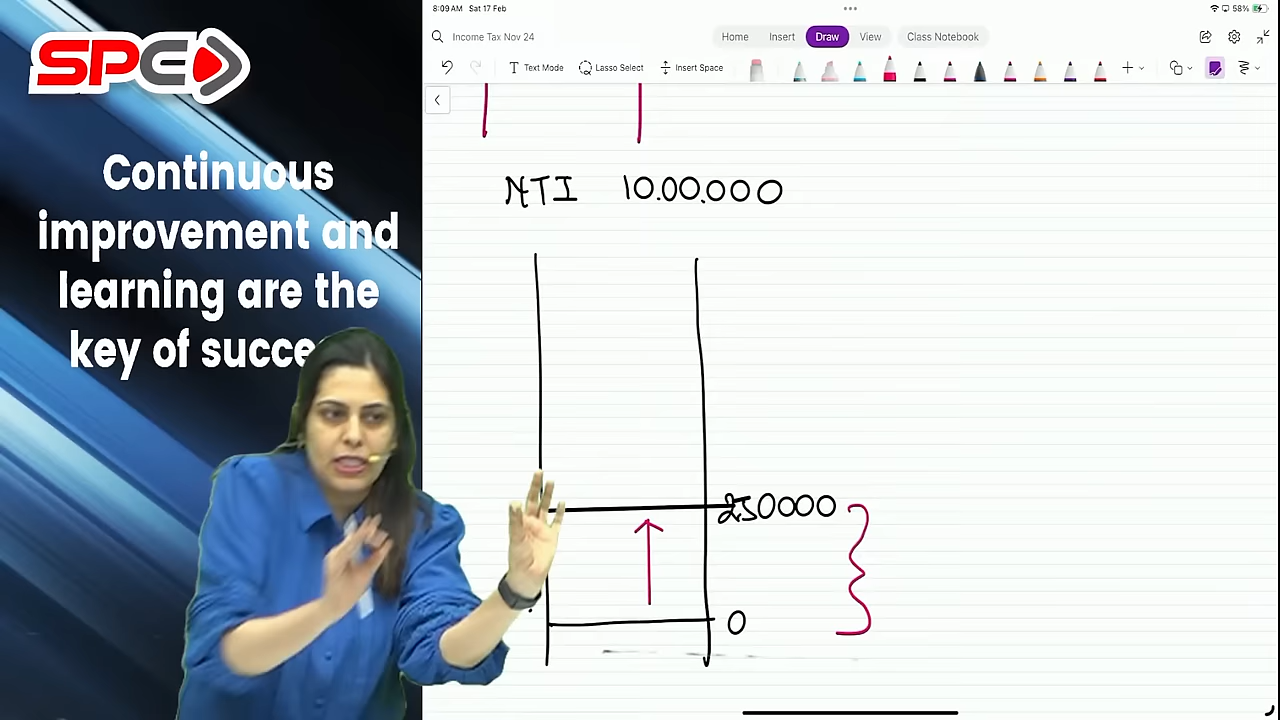 SPE
Continuous
improvement and
learning are the
key of succe
8:09 AM Sat 17 Feb
58%
Income Tax Nov 24
Home Insert Draw View Class Notebook
Text Mode Lasso Select Insert Space
NTI 10.00.000
250000
0